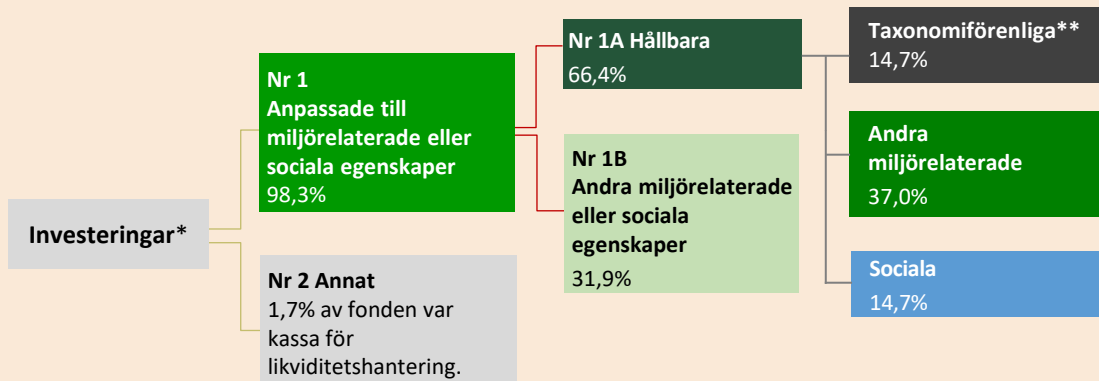 Investeringar*
Nr 1
Anpassade till
miljörelaterade eller
sociala egenskaper
98,3%
Nr 2 Annat
1,7% av fonden var
kassa för
likviditetshantering.
Nr 1A Hållbara
66,4%
Nr 1B
Andra miljörelaterade
eller sociala
egenskaper
31,9%
Taxonomiförenliga**
14,7%
Andra
miljörelaterade
37,0%
Sociala
14,7%